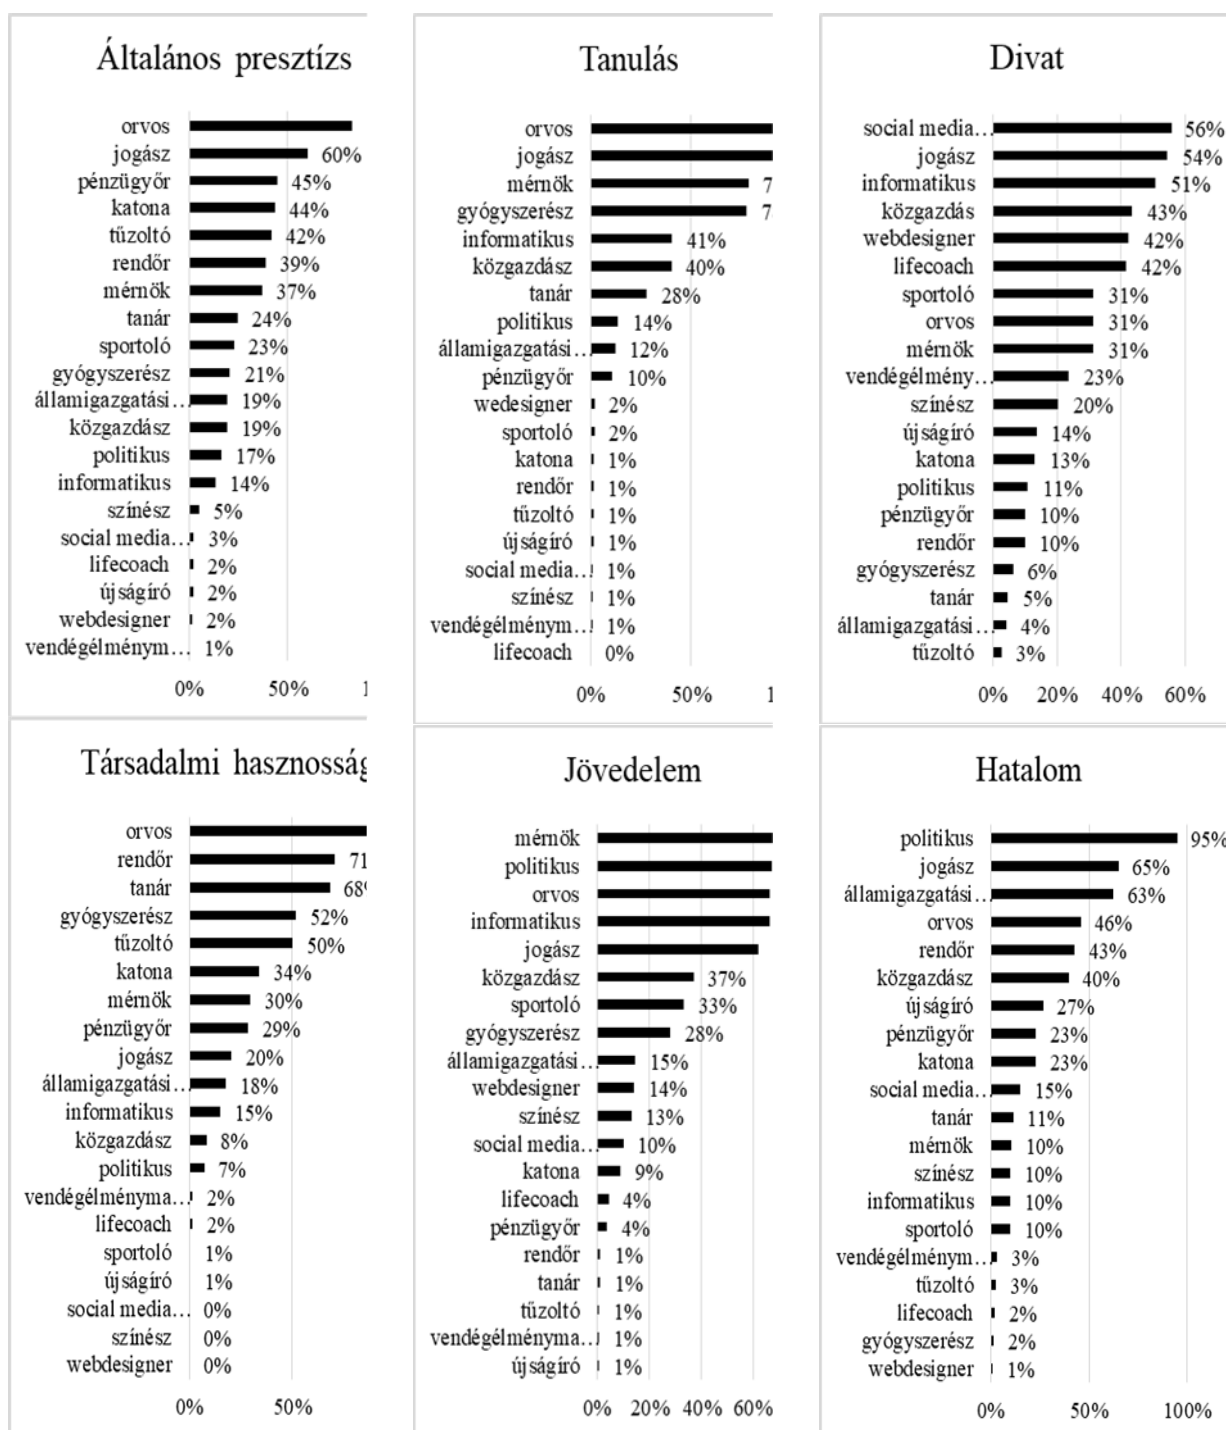 Általános presztízs
orvos
jogász 60%
pénzügyőr 45%
katona 44%
tűzoltó 42%
rendőr 39%
mérnök 37%
tanár 24%
sportoló 23%
gyógyszerész 21%
államigazgatási… 19%
közgazdász 19%
politikus 17%
informatikus 14%
színész 5%
social media… 3%
lifecoach 2%
újságíró 2%
webdesigner 2%
vendégélménym… 1%
0% 50% 1
Tanulás
orvos
jogász
mérnök 7
gyógyszerész 7
informatikus 41%
közgazdász 40%
tanár 28%
politikus 14%
államigazgatási… 12%
pénzügyőr 10%
wedesigner 2%
sportoló 2%
katona 1%
rendőr 1%
tűzoltó 1%
újságíró 1%
social media… 1%
színész 1%
vendégélménym… 1%
lifecoach 0%
0% 50% 1
Divat
social media… 56%
jogász 54%
informatikus 51%
közgazdás 43%
webdesigner 42%
lifecoach 42%
sportoló 31%
orvos 31%
mérnök 31%
vendégélmény… 23%
színész 20%
újságíró 14%
katona 13%
politikus 11%
pénzügyőr 10%
rendőr 10%
gyógyszerész 6%
tanár 5%
államigazgatási… 4%
tűzoltó 3%
0% 20% 40% 60%
Társadalmi hasznosság
orvos
rendőr 71
tanár 68%
gyógyszerész 52%
tűzoltó 50%
katona 34%
mérnök 30%
pénzügyőr 29%
jogász 20%
államigazgatási… 18%
informatikus 15%
közgazdász 8%
politikus 7%
vendégélményma… 2%
lifecoach 2%
sportoló 1%
újságíró 1%
social media… 0%
színész 0%
webdesigner 0%
0% 50%
Jövedelem
mérnök
politikus
orvos
informatikus
jogász
közgazdász 37%
sportoló 33%
gyógyszerész 28%
államigazgatási… 15%
webdesigner 14%
színész 13%
social media… 10%
katona 9%
lifecoach 4%
pénzügyőr 4%
rendőr 1%
tanár 1%
tűzoltó 1%
vendégélményma… 1%
újságíró 1%
0% 20% 40% 60%
Hatalom
politikus 95%
jogász 65%
államigazgatási… 63%
orvos 46%
rendőr 43%
közgazdász 40%
újságíró 27%
pénzügyőr 23%
katona 23%
social media… 15%
tanár 11%
mérnök 10%
színész 10%
informatikus 10%
sportoló 10%
vendégélménym… 3%
tűzoltó 3%
lifecoach 2%
gyógyszerész 2%
webdesigner 1%
0% 50% 100%